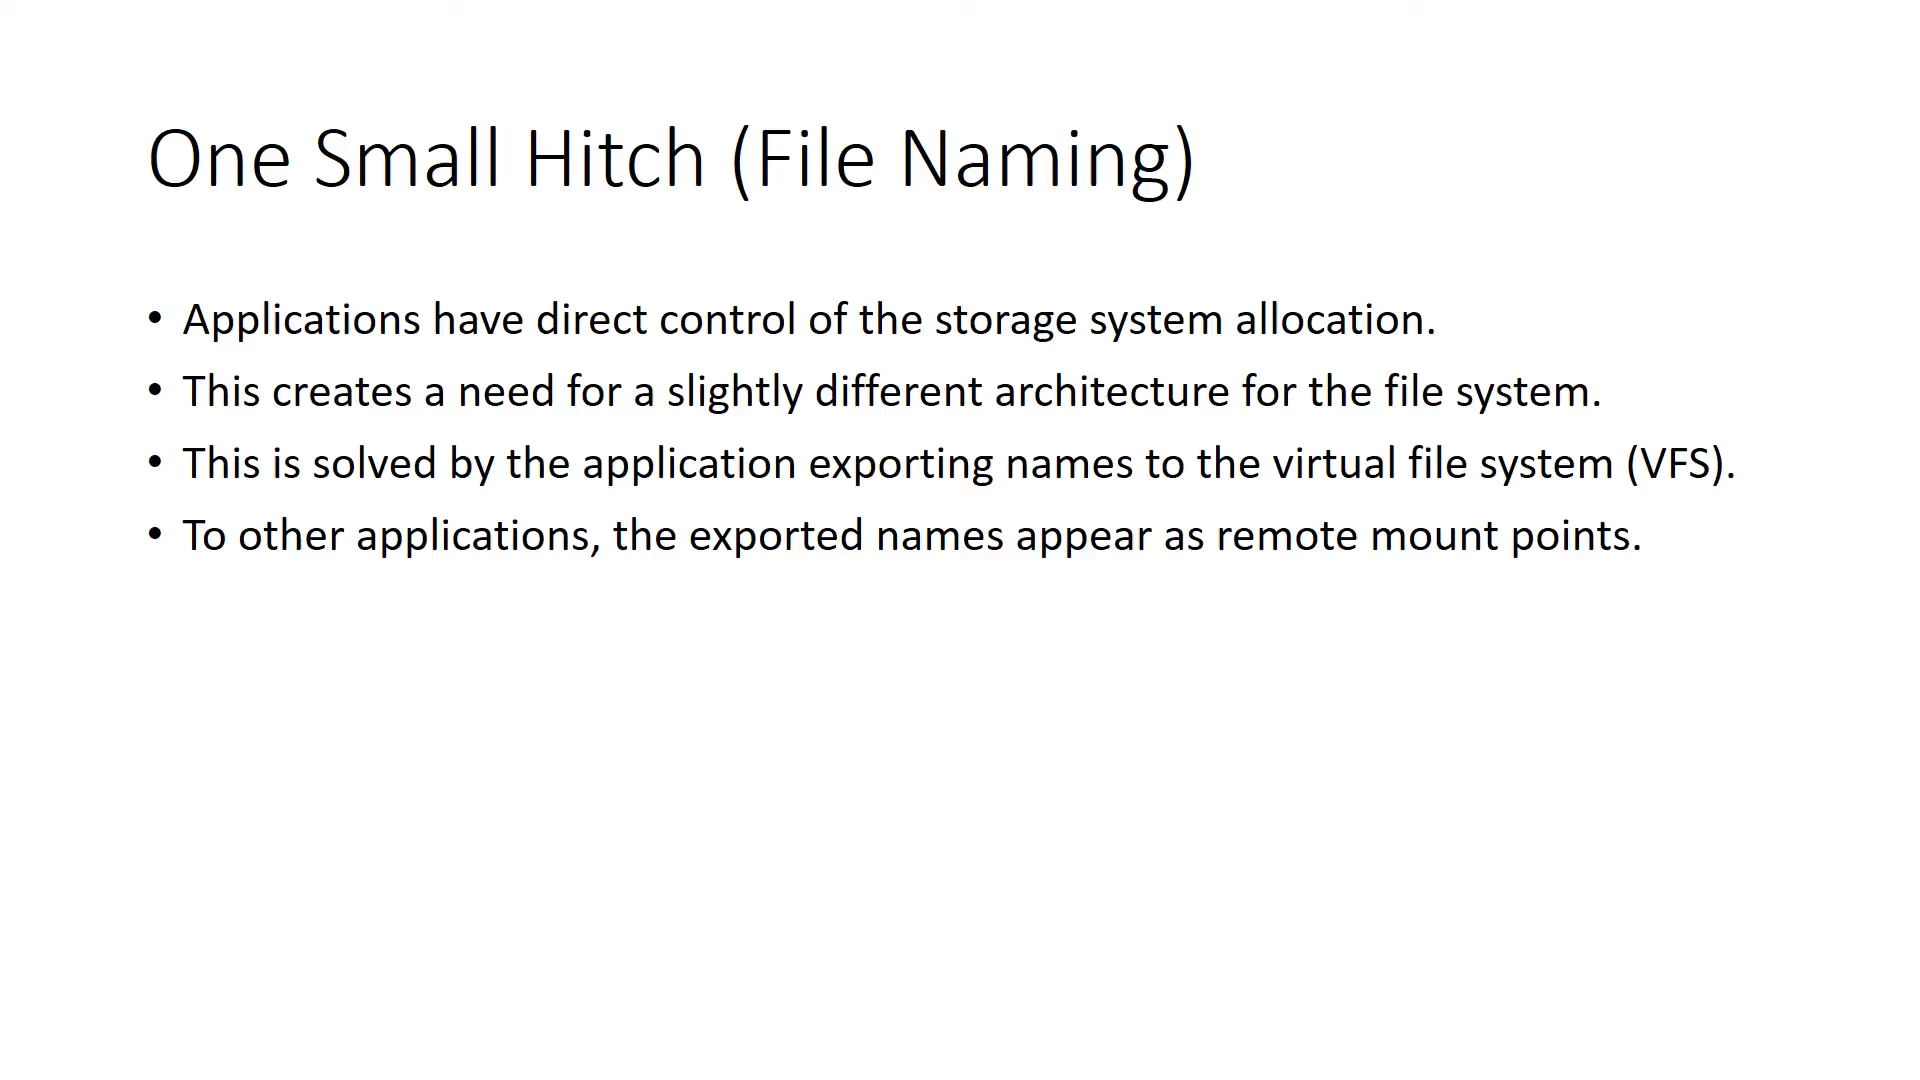 One Small Hitch (File Naming)
• Applications have direct control of the storage system allocation.
• This creates a need for a slightly different architecture for the file system.
• This is solved by the application exporting names to the virtual file system (VFS).
• To other applications, the exported names appear as remote mount points.